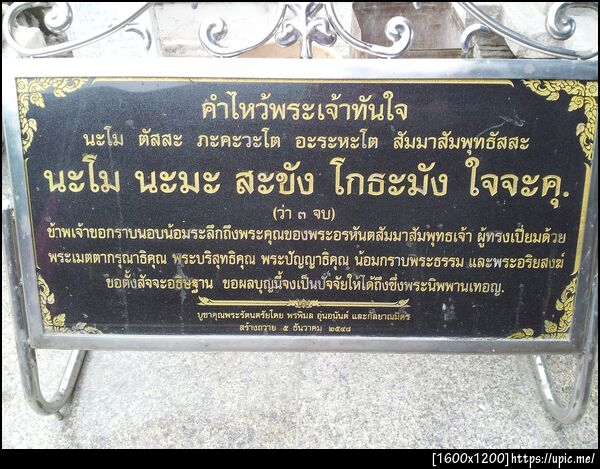 คำไหว้พระเจ้าทันใจ
นะโม ตัสสะ ภะคะวะโต อะระหะโต สัมมาสัมพุทธัสสะ
นะโม นะมะ สะขัง โกธะมัง ใจจะคุ.
(ว่า ๓ จบ)
ข้าพเจ้าขอกราบนอบน้อมระลึกถึงพระคุณของพระอรหันตสัมมาสัมพุทธเจ้า ผู้ทรงเปี่ยมด้วย
พระเมตตากรุณาธิคุณ พระบริสุทธิคุณ พระปัญญาธิคุณ น้อมกราบพระธรรม และพระอริยสงฆ์
ขอตั้งสัจจะอธิษฐาน ขอผลบุญนี้จงเป็นปัจจัยให้ได้ถึงซึ่งพระนิพพานเทอญ.
บูชาคุณพระรัตนตรัยโดย พรพิมล อุ่นอนันต์ และกัลยาณมิตร
สร้างถวาย ๕ ธันวาคม ๒๕๔๘
[1600x1200]https://upic.me/